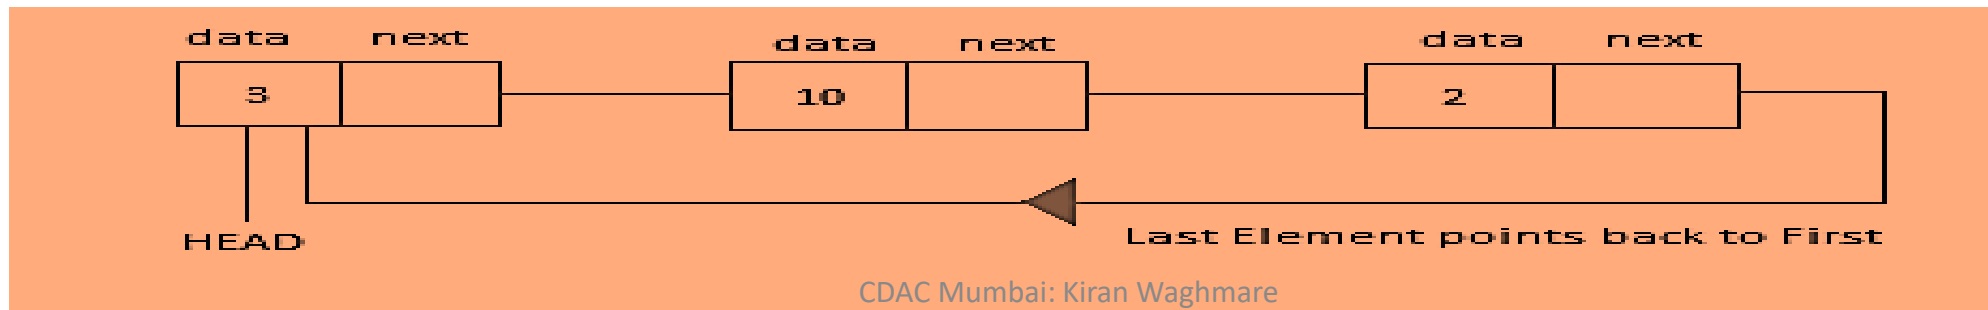 data next data next data next
3 10 2
HEAD
Last Element points back to First
CDAC Mumbai: Kiran Waghmare